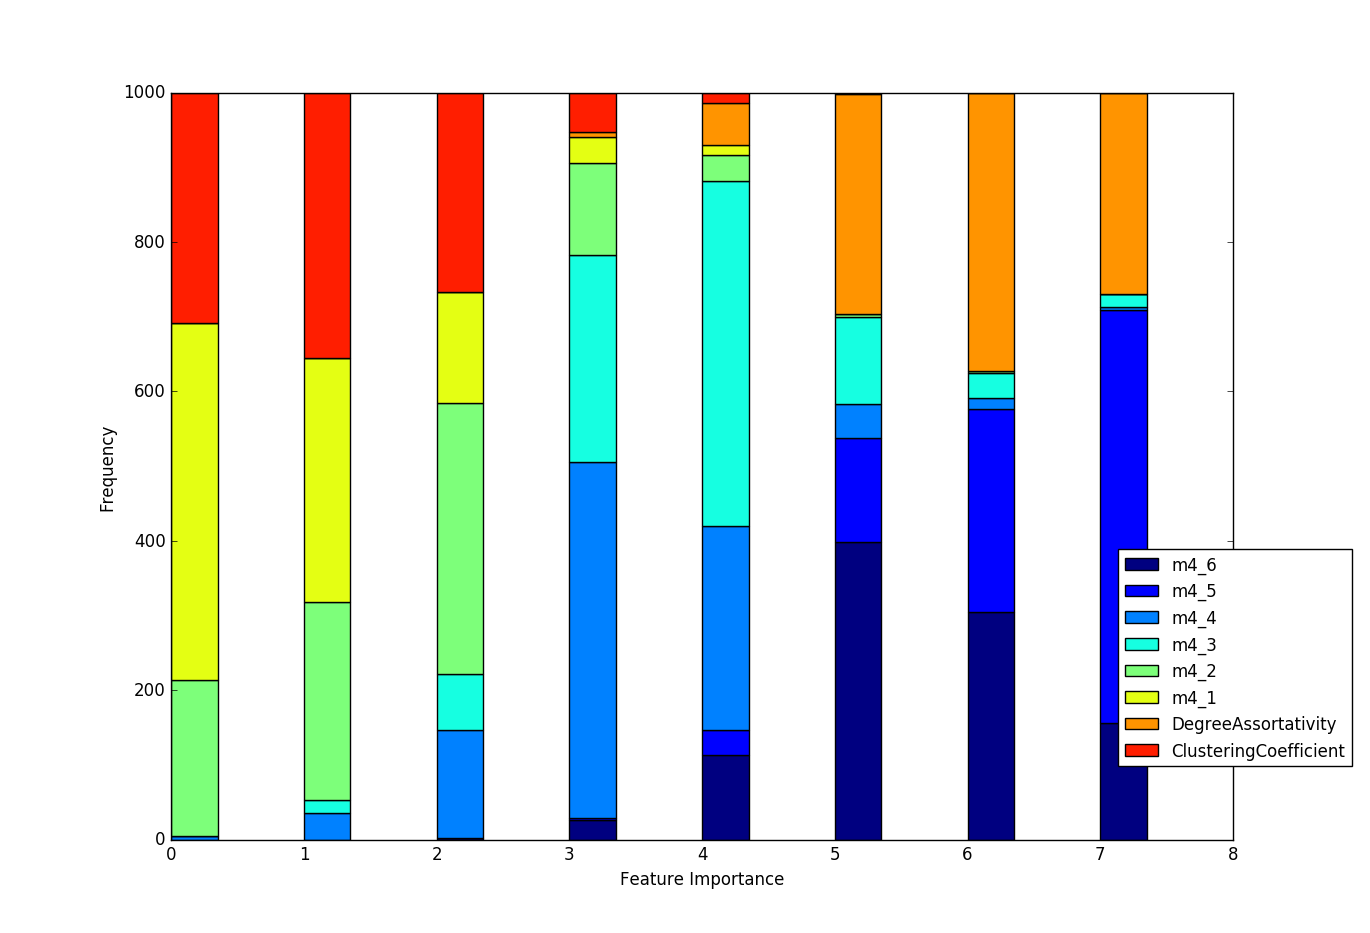 1000
800
600
400
200
0
0 1 2 3 4 5 6 7 8
Frequency
Feature Importance
m4_6
m4_5
m4_4
m4_3
m4_2
m4_1
DegreeAssortativity
ClusteringCoefficient